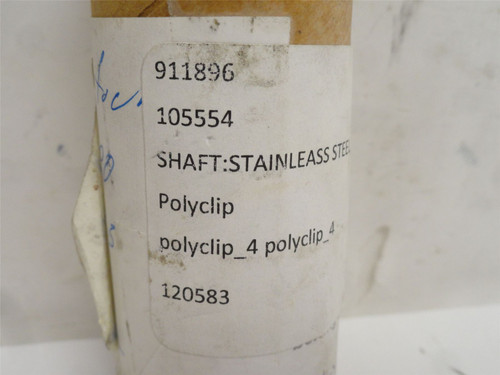 911896
105554
SHAFT:STAINLEASS STEEL
Polyclip
polyclip_4 polyclip_4
120583